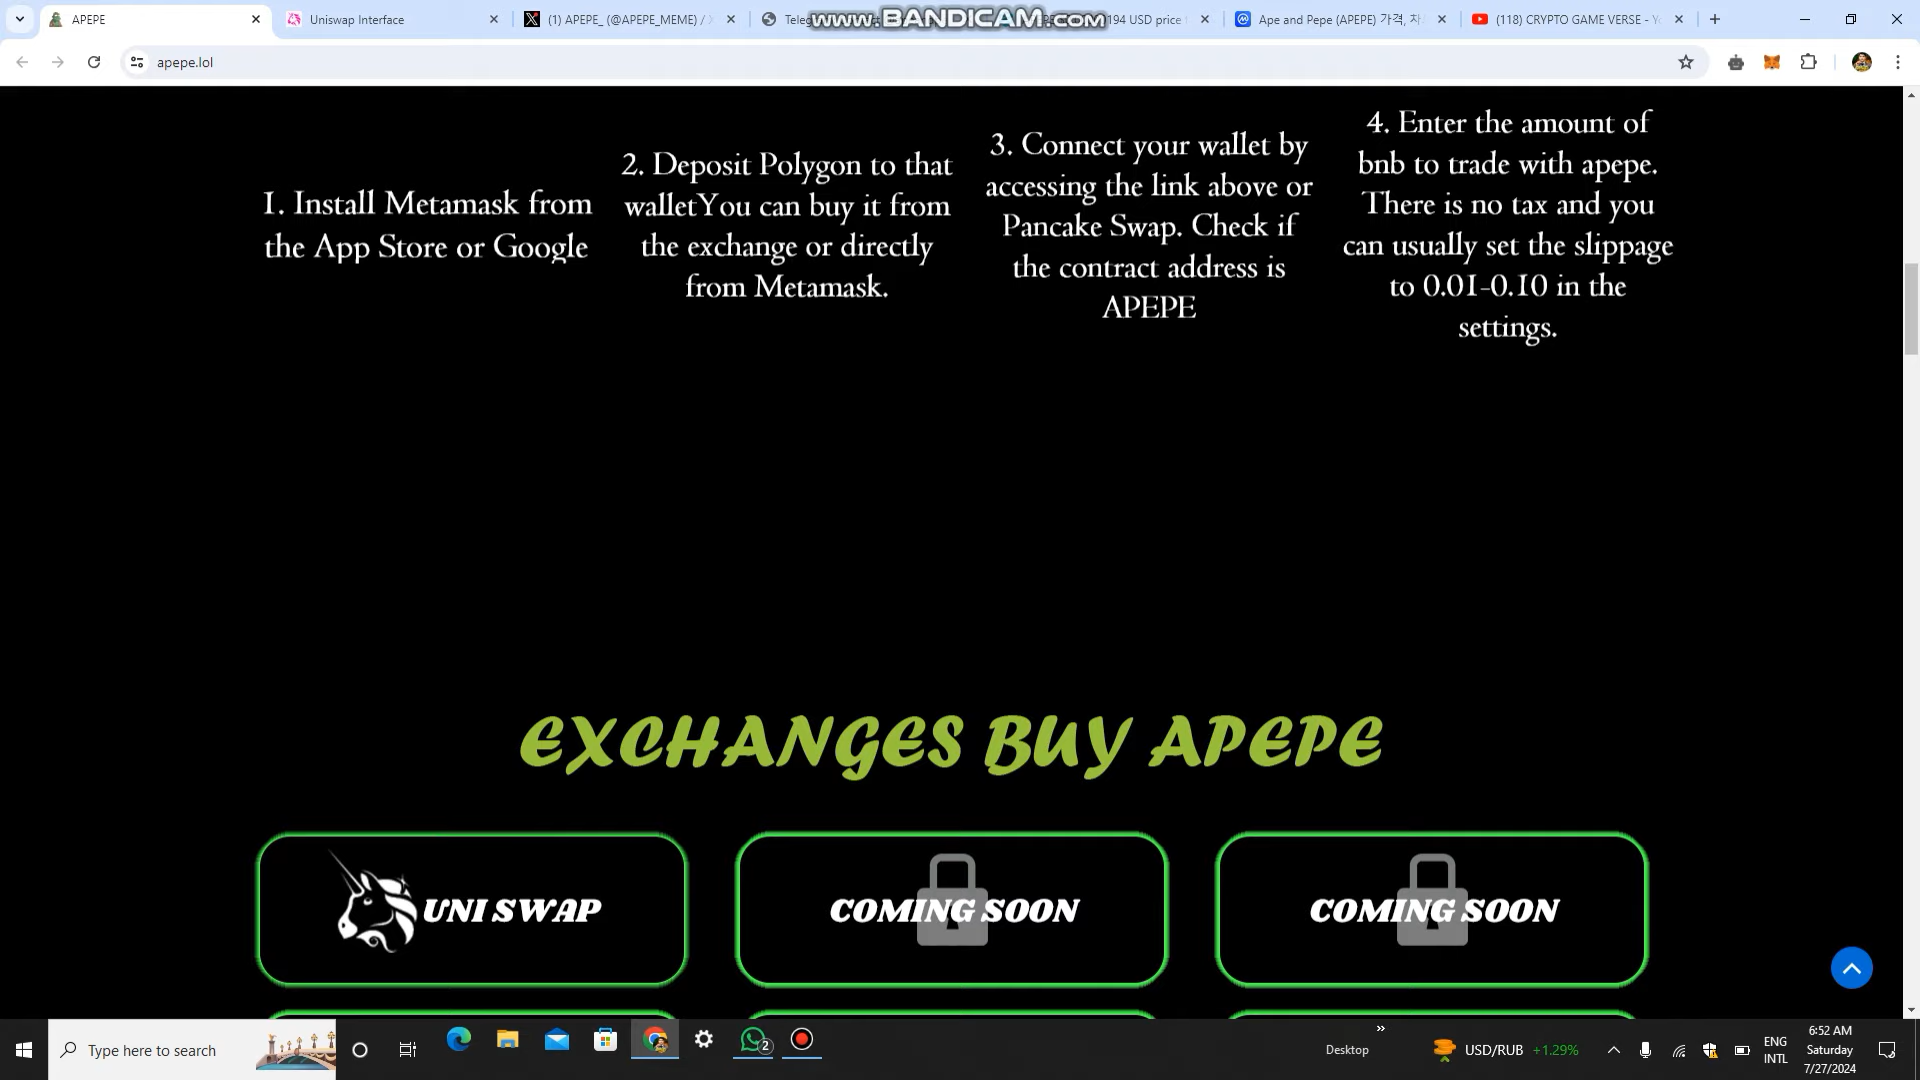 APEPE
Uniswap Interface
(1) APEPE_ (@APEPE_MEME) / X
www.BANDICAM.com
194 USD price
Ape and Pepe (APEPE) 가격, 차
(118) CRYPTO GAME VERSE - Yo
apepe.lol
1. Install Metamask from
the App Store or Google
2. Deposit Polygon to that
walletYou can buy it from
the exchange or directly
from Metamask.
3. Connect your wallet by
accessing the link above or
Pancake Swap. Check if
the contract address is
APEPE
4. Enter the amount of
bnb to trade with apepe.
There is no tax and you
can usually set the slippage
to 0.01-0.10 in the
settings.
EXCHANGES BUY APEPE
UNI SWAP
COMING SOON
COMING SOON
Type here to search
2
Desktop
USD/RUB +1.29%
ENG
INTL
6:52 AM
Saturday
7/27/2024